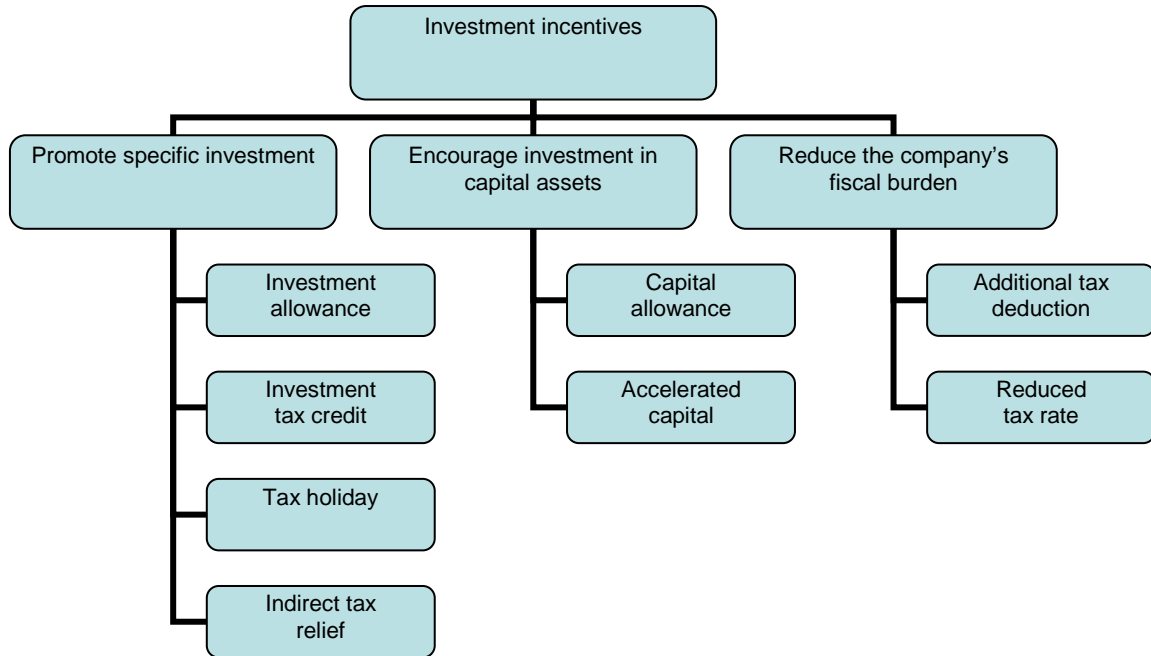 Investment incentives
Promote specific investment
Encourage investment in
capital assets
Reduce the company’s
fiscal burden
Investment
allowance
Investment
tax credit
Tax holiday
Indirect tax
relief
Capital
allowance
Accelerated
capital
Additional tax
deduction
Reduced
tax rate